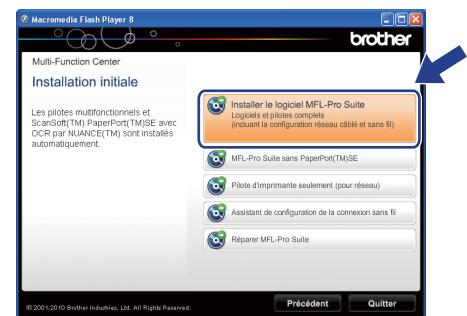 Macromedia Flash Player 8
brother
Multi-Function Center
Installation initiale
Les pilotes multifonctionnels et
ScanSoft(TM) PaperPort(TM)SE avec
OCR par NUANCE(TM) sont installés
automatiquement.
Installer le logiciel MFL-Pro Suite
Logiciels et pilotes complets
(incluant la configuration réseau câblé et sans fil)
MFL-Pro Suite sans PaperPort(TM)SE
Pilote d'imprimante seulement (pour réseau)
Assistant de configuration de la connexion sans fil
Réparer MFL-Pro Suite
© 2001-2010 Brother Industries, Ltd. All Rights Reserved.
Précédent
Quitter